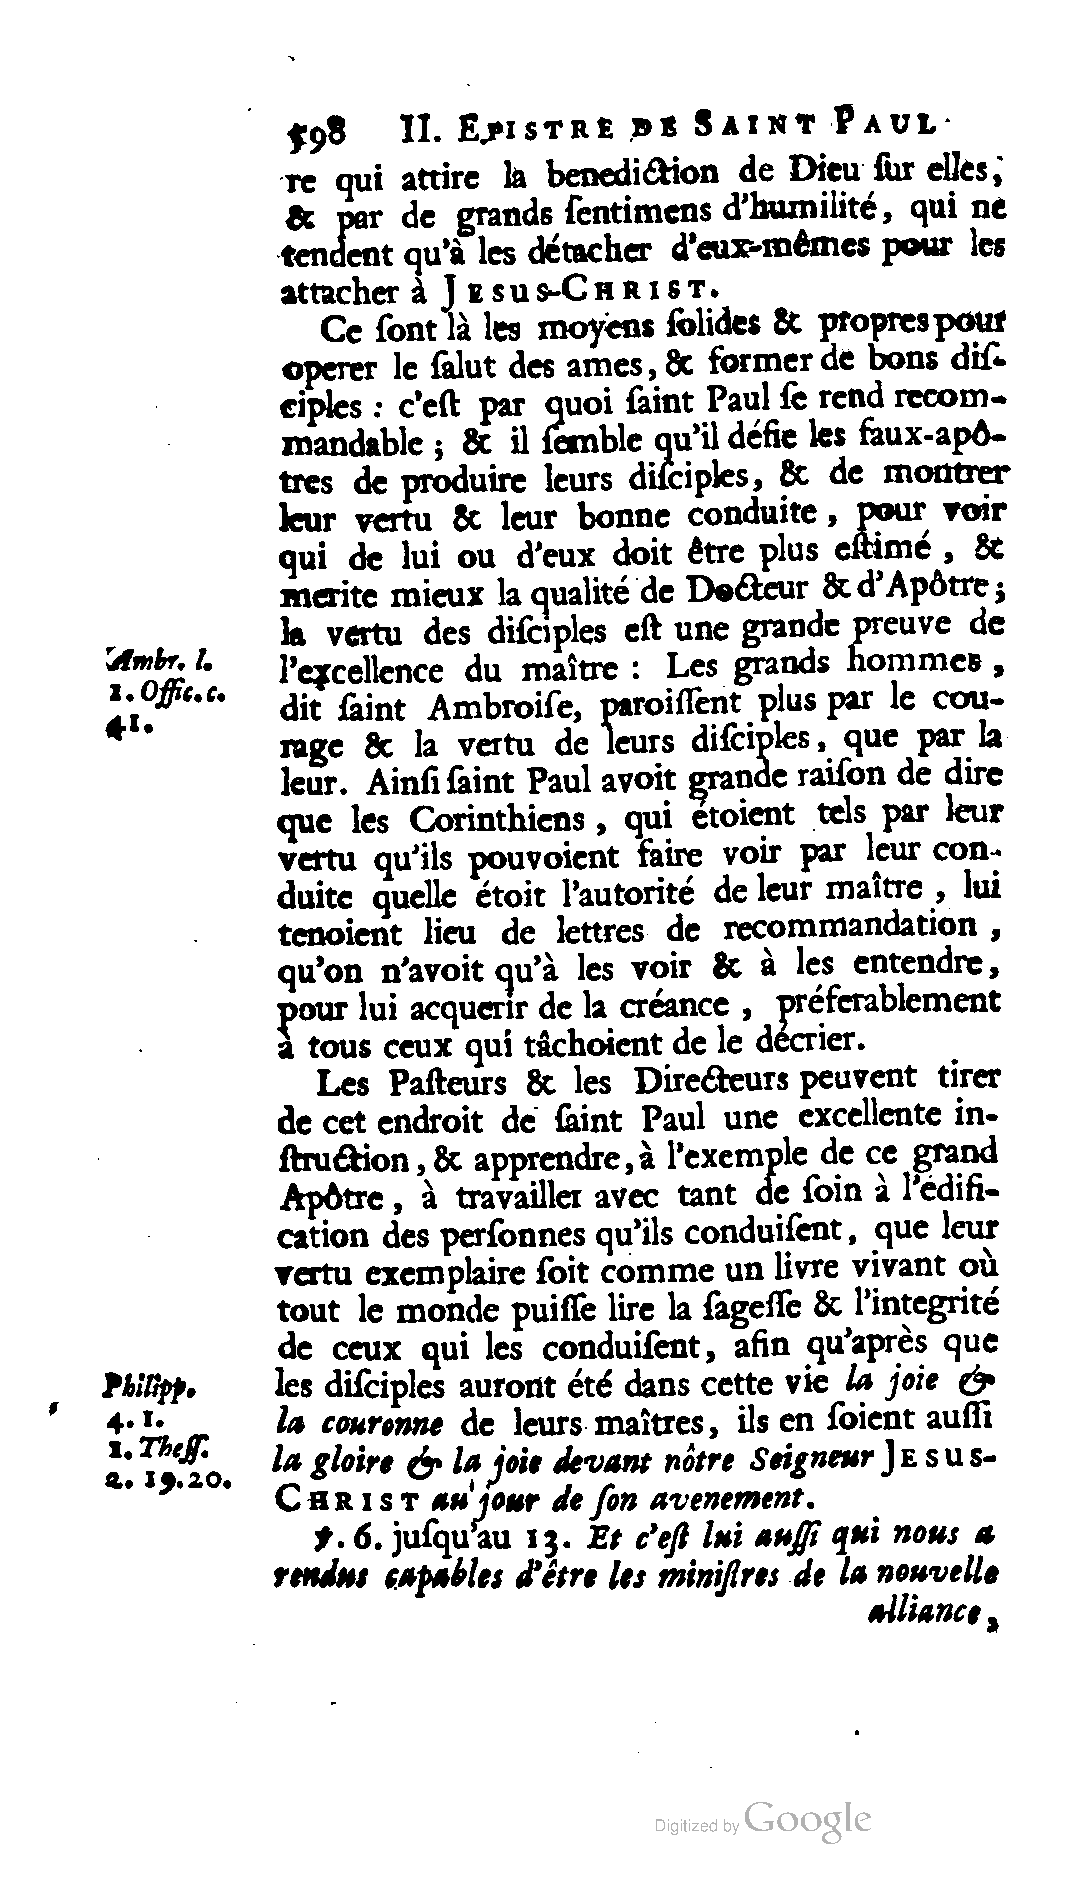 598 II. EPISTRE DE SAINT PAUL
re qui attire la benediction de Dieu ſur elles;
& par de grands ſentimens d'humilité, qui ne
tendent qu'à les détacher d'eux-mêmes pour les
attacher à JESUS-CHRIST.
Ce ſont là les moyens ſolides & propres pour
operer le ſalut des ames, & former de bons diſ-
ciples : c'eſt par quoi ſaint Paul ſe rend recom-
mandable ; & il ſemble qu'il défie les faux-apô-
tres de produire leurs diſciples, & de montrer
leur vertu & leur bonne conduite, pour voir
qui de lui ou d'eux doit être plus eſtimé, &
merite mieux la qualité de Docteur & d'Apôtre;
la vertu des diſciples eſt une grande preuve de
Ambr. l.
1. Offic. c.
41.
l'excellence du maître : Les grands hommes,
dit ſaint Ambroiſe, paroiſſent plus par le cou-
rage & la vertu de leurs diſciples, que par la
leur. Ainſi ſaint Paul avoit grande raiſon de dire
que les Corinthiens, qui étoient tels par leur
vertu qu'ils pouvoient faire voir par leur con-
duite quelle étoit l'autorité de leur maître, lui
tenoient lieu de lettres de recommandation,
qu'on n'avoit qu'à les voir & à les entendre,
pour lui acquerir de la créance, préferablement
à tous ceux qui tâchoient de le décrier.
Les Paſteurs & les Directeurs peuvent tirer
de cet endroit de ſaint Paul une excellente in-
ſtruction, & apprendre, à l'exemple de ce grand
Apôtre, à travailler avec tant de ſoin à l'édifi-
cation des perſonnes qu'ils conduiſent, que leur
vertu exemplaire ſoit comme un livre vivant où
tout le monde puiſſe lire la ſageſſe & l'integrité
de ceux qui les conduiſent, afin qu'après que
Philipp.
4. 1.
1. Theſſ.
2. 19. 20.
les diſciples auront été dans cette vie la joie &
la couronne de leurs maîtres, ils en ſoient auſſi
la gloire & la joie devant nôtre Seigneur JESUS-
CHRIST au jour de ſon avenement.
℣. 6. juſqu'au 13. Et c'eſt lui auſſi qui nous a
rendus capables d'être les miniſtres de la nouvelle
alliance,
Digitized by Google